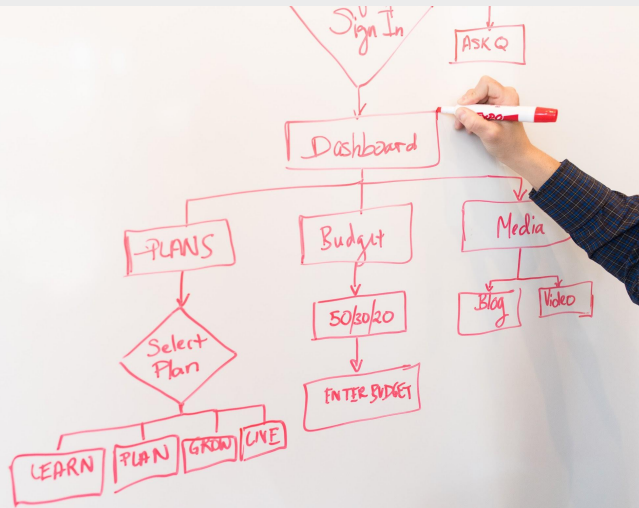 Sign In
ASK Q
Dashboard
PLANS
Budget
Media
50/30/20
Blog
Video
Select
Plan
ENTER BUDGET
LEARN
PLAN
GROW
LIVE